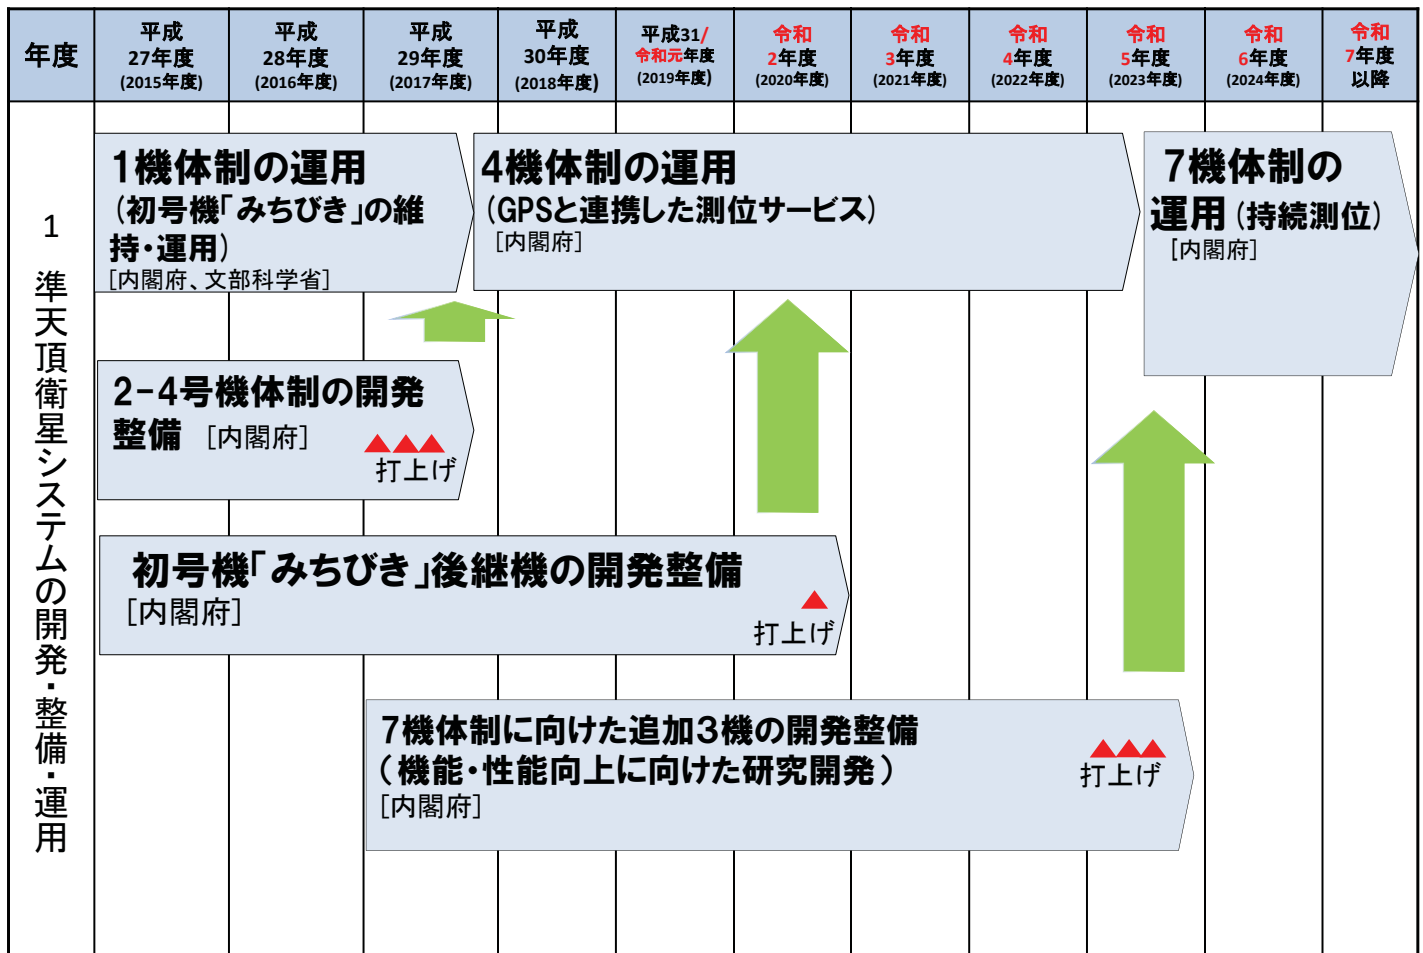 年度
平成
27年度
(2015年度)
平成
28年度
(2016年度)
平成
29年度
(2017年度)
平成
30年度
(2018年度)
平成31/
令和元年度
(2019年度)
令和
2年度
(2020年度)
令和
3年度
(2021年度)
令和
4年度
(2022年度)
令和
5年度
(2023年度)
令和
6年度
(2024年度)
令和
7年度
以降
1 準天頂衛星システムの開発・整備・運用
1機体制の運用
(初号機「みちびき」の維
持・運用)
[内閣府、文部科学省]
4機体制の運用
(GPSと連携した測位サービス)
[内閣府]
7機体制の
運用(持続測位)
[内閣府]
2-4号機体制の開発
整備 [内閣府]
打上げ
初号機「みちびき」後継機の開発整備
[内閣府]
打上げ
7機体制に向けた追加3機の開発整備
(機能・性能向上に向けた研究開発)
[内閣府]
打上げ